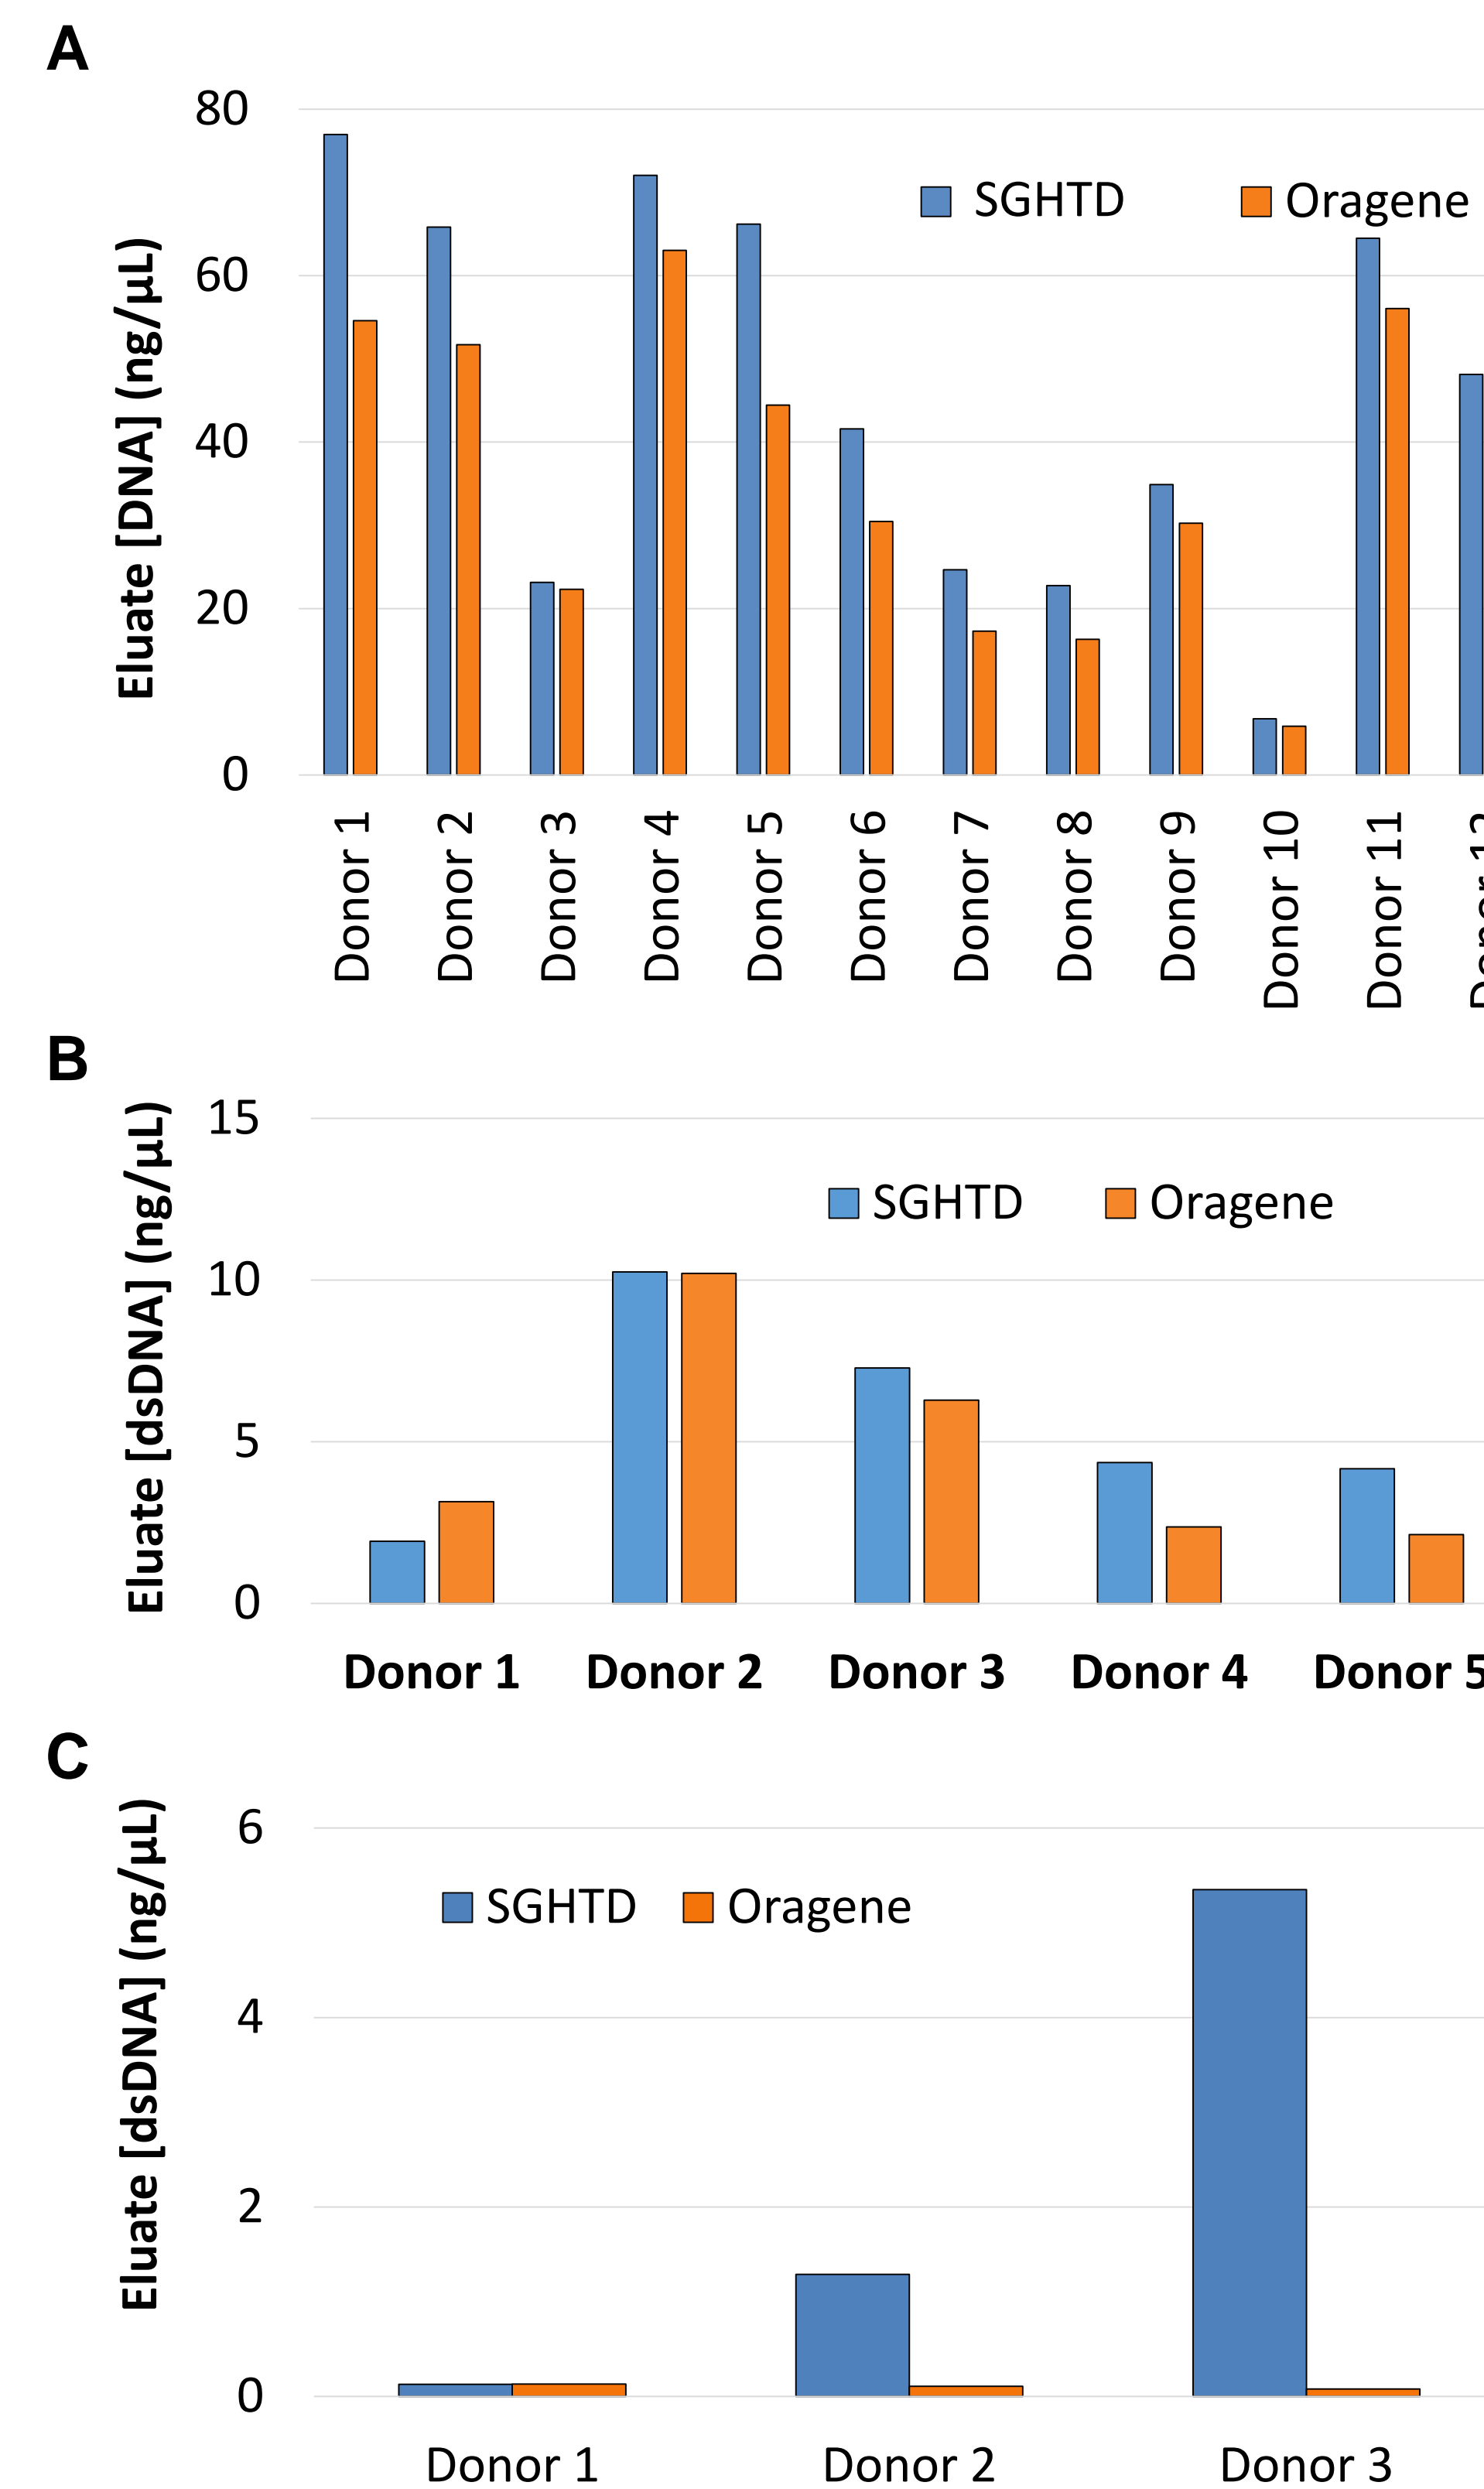 A
80
60
40
20
0
Eluate [DNA] (ng/µL)
SGHTD
Oragene
Donor 1
Donor 2
Donor 3
Donor 4
Donor 5
Donor 6
Donor 7
Donor 8
Donor 9
Donor 10
Donor 11
B
15
10
5
0
Eluate [dsDNA] (ng/µL)
SGHTD
Oragene
Donor 1
Donor 2
Donor 3
Donor 4
Donor 5
C
6
4
2
0
Eluate [dsDNA] (ng/µL)
SGHTD
Oragene
Donor 1
Donor 2
Donor 3